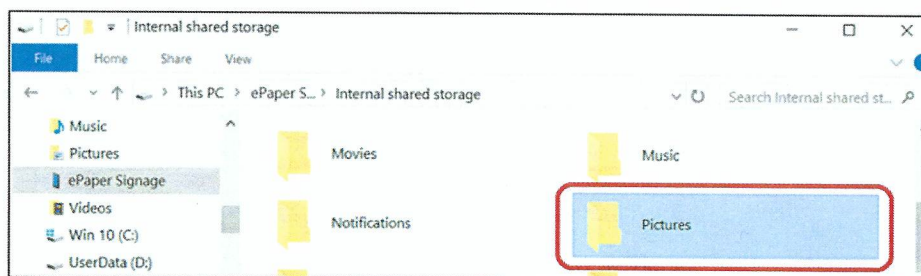 Internal shared storage
File Home Share View
This PC > ePaper S... > Internal shared storage
Search Internal shared st...
Music
Pictures
ePaper Signage
Videos
Win 10 (C:)
UserData (D:)
Movies
Music
Notifications
Pictures